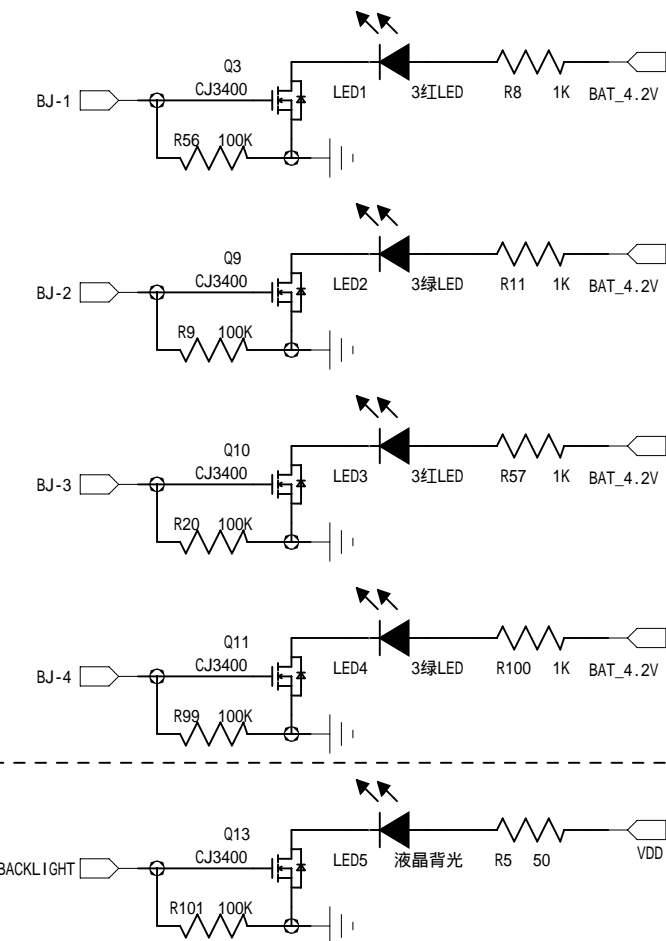 Q3
CJ3400
LED1 3红LED R8 1K BAT_4.2V
BJ-1
R56 100K
Q9
CJ3400
LED2 3绿LED R11 1K BAT_4.2V
BJ-2
R9 100K
Q10
CJ3400
LED3 3红LED R57 1K BAT_4.2V
BJ-3
R20 100K
Q11
CJ3400
LED4 3绿LED R100 1K BAT_4.2V
BJ-4
R99 100K
Q13
CJ3400
LED5 液晶背光 R5 50 VDD
BACKLIGHT
R101 100K